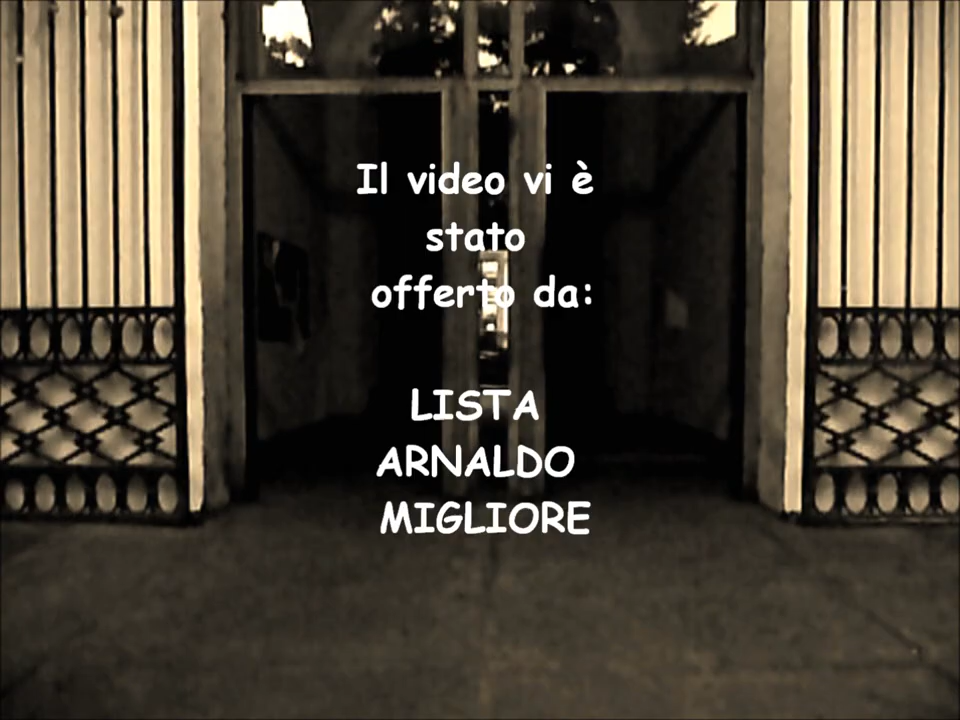 Il video vi è
stato
offerto da:
LISTA
ARNALDO
MIGLIORE